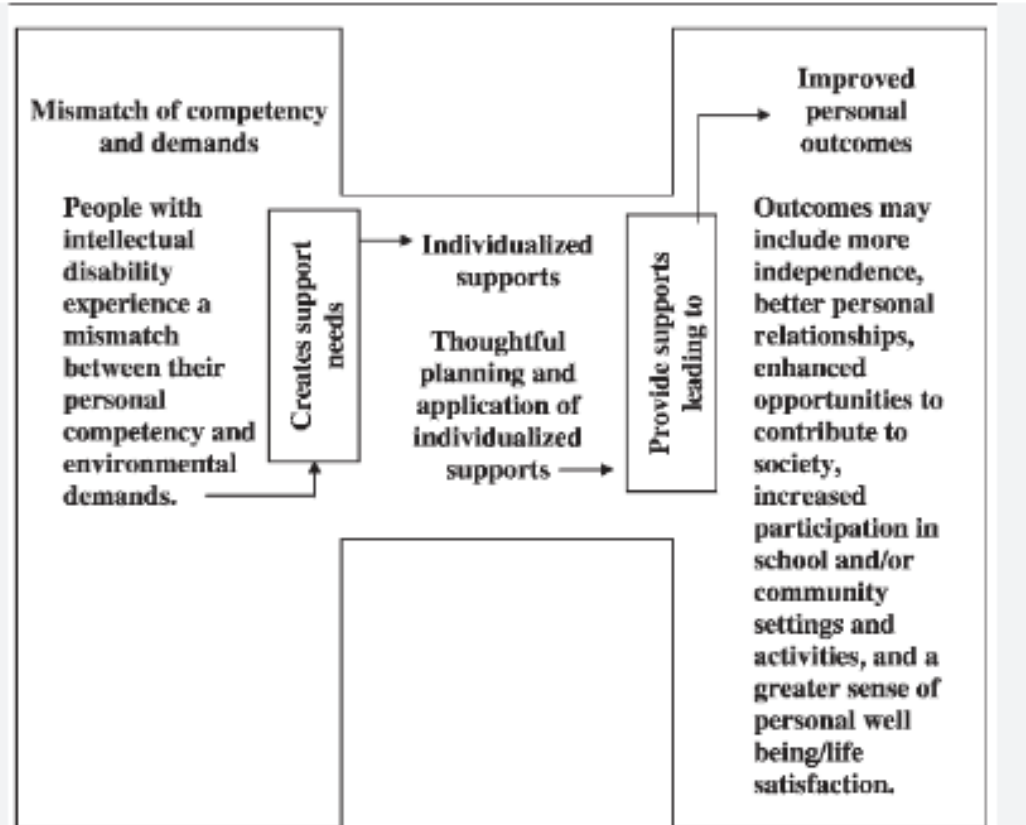 Mismatch of competency
and demands
People with
intellectual
disability
experience a
mismatch
between their
personal
competency and
environmental
demands.
Creates support
needs
Individualized
supports
Thoughtful
planning and
application of
individualized
supports
Provide supports
leading to
Improved
personal
outcomes
Outcomes may
include more
independence,
better personal
relationships,
enhanced
opportunities to
contribute to
society,
increased
participation in
school and/or
community
settings and
activities, and a
greater sense of
personal well
being/life
satisfaction.